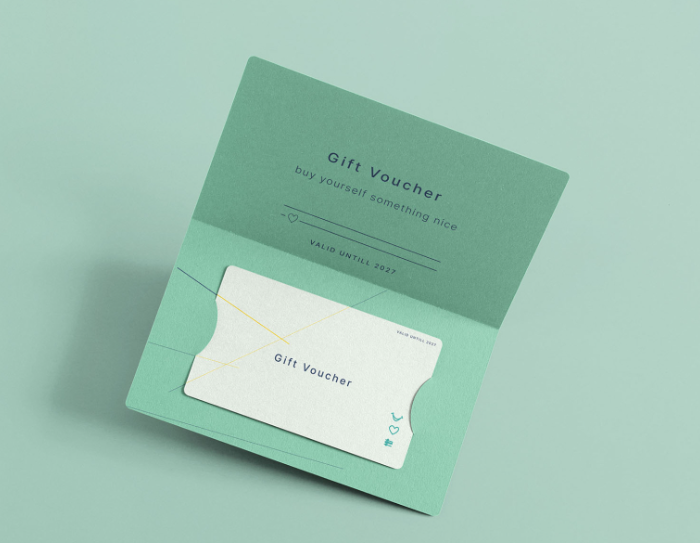 Gift Voucher
buy yourself something nice
VALID UNTILL 2027
VALID UNTILL 2027
Gift Voucher